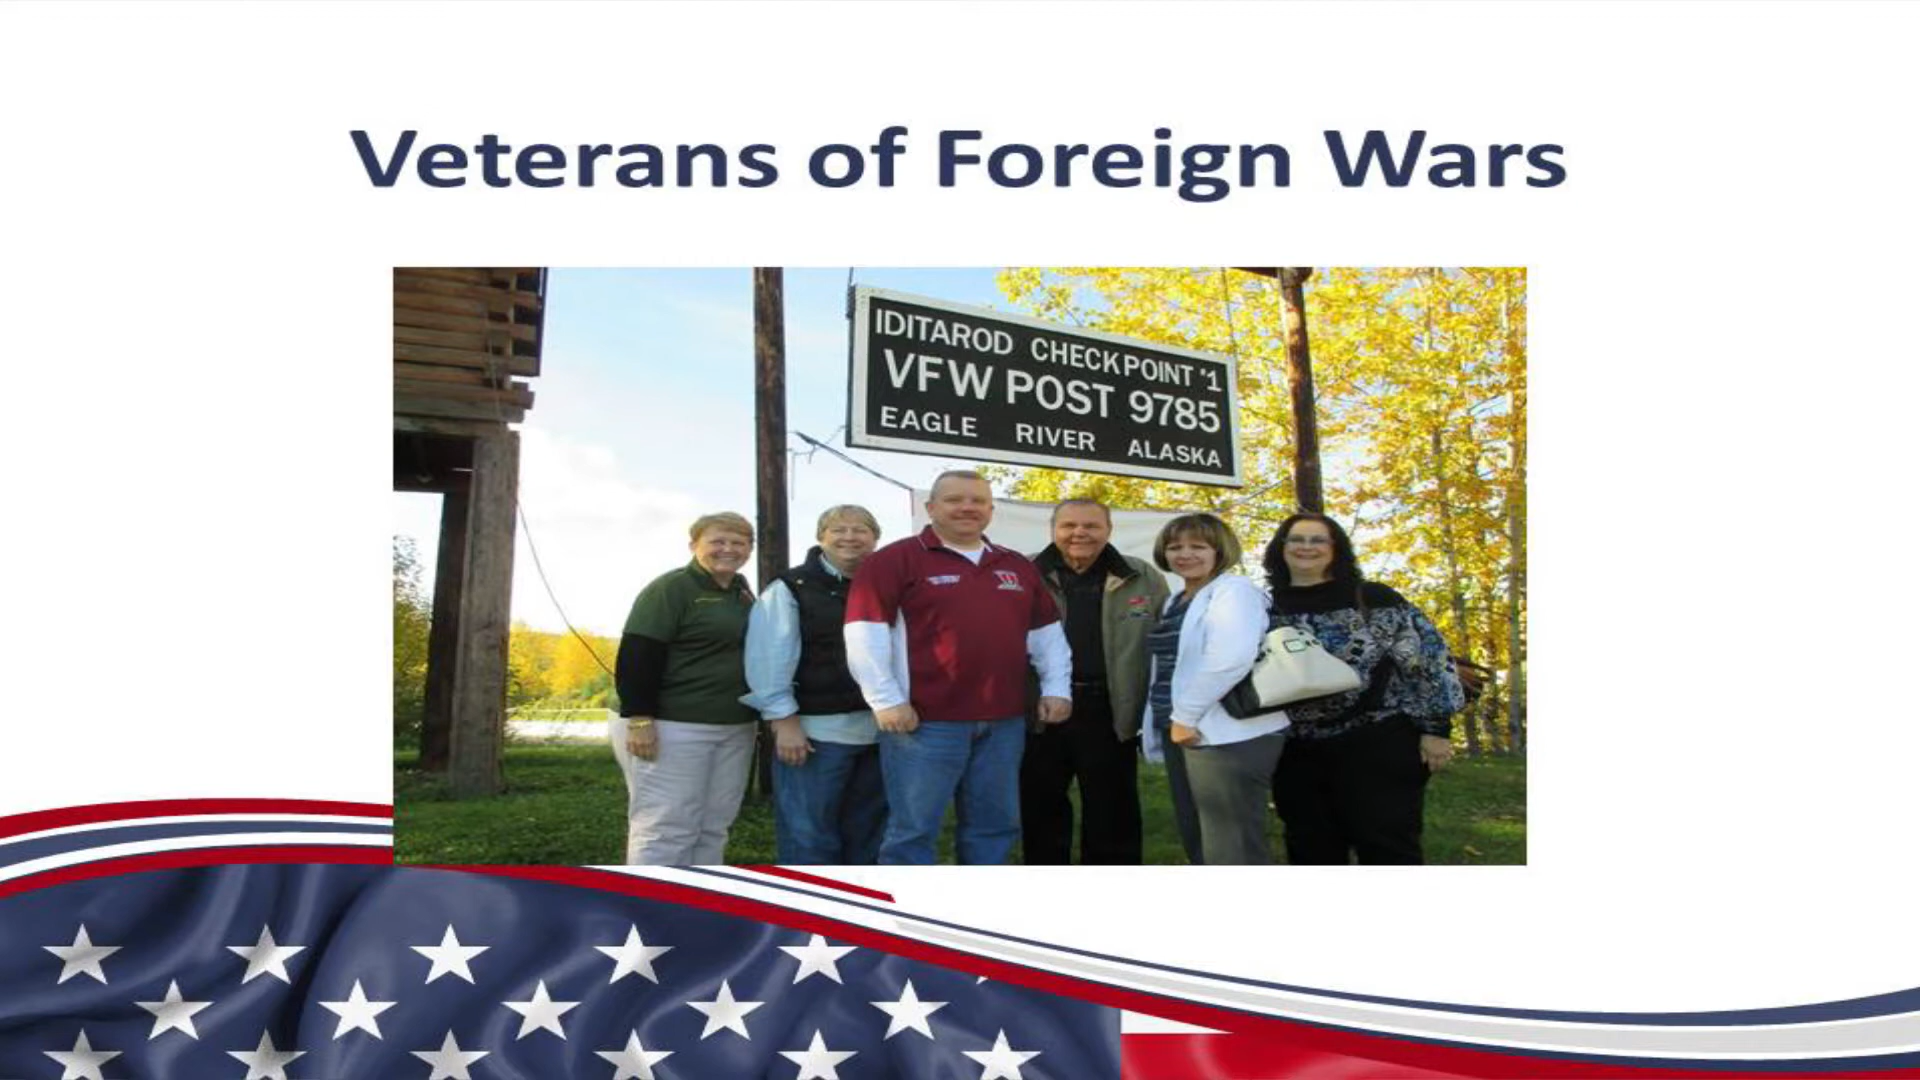 Veterans of Foreign Wars
IDITAROD CHECKPOINT #1
VFW POST 9785
EAGLE RIVER ALASKA